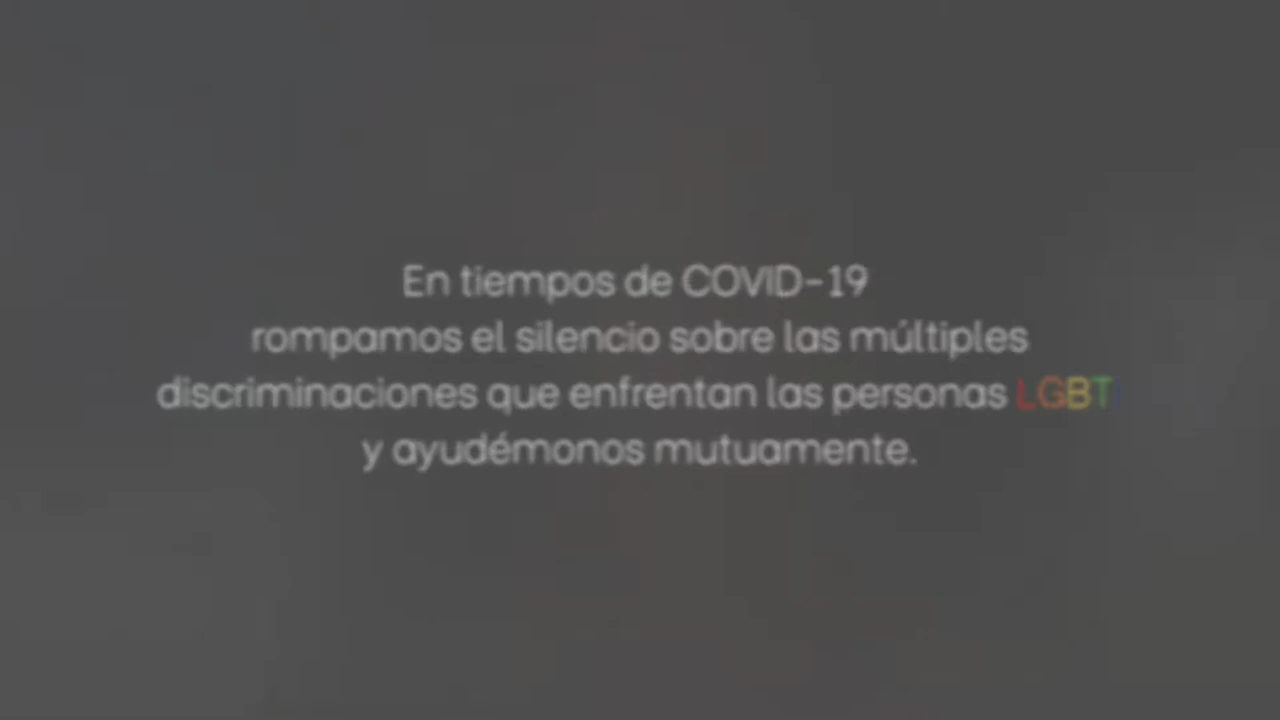 En tiempos de COVID-19
rompamos el silencio sobre las múltiples
discriminaciones que enfrentan las personas LGBTI
y ayudémonos mutuamente.